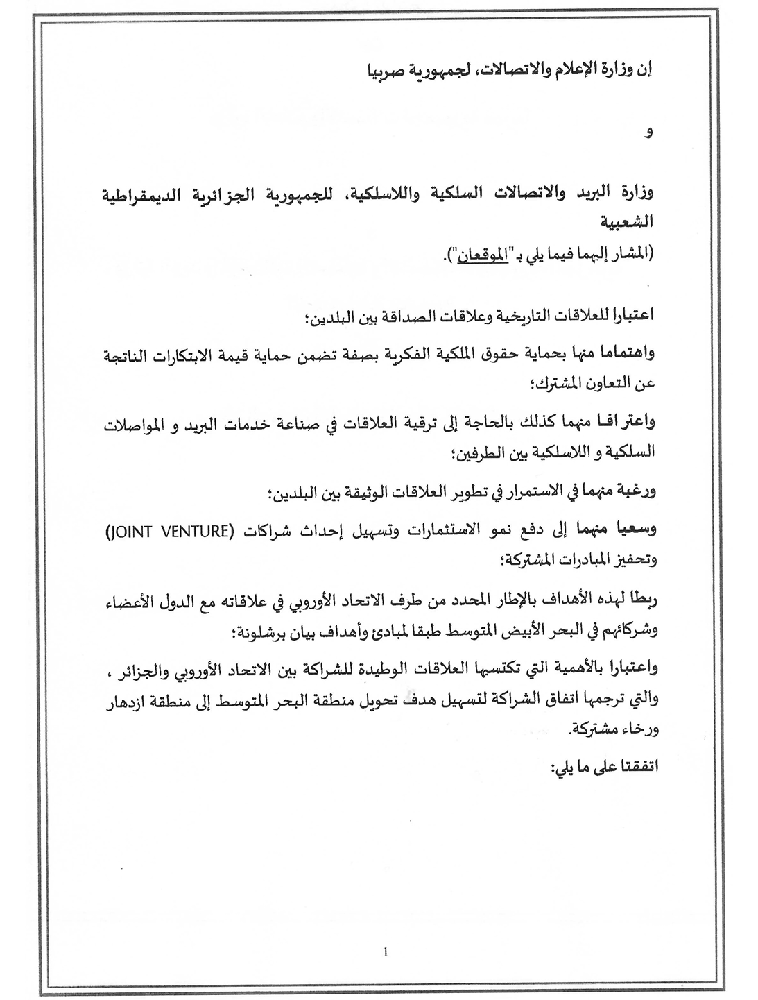 إن وزارة الإعلام والاتصالات، لجمهورية صربيا
و
وزارة البريد والاتصالات السلكية واللاسلكية، للجمهورية الجزائرية الديمقراطية
الشعبية
(المشار إليهما فيما يلي بـ "الموقعان").
اعتبارا للعلاقات التاريخية وعلاقات الصداقة بين البلدين؛
واهتماما منها بحماية حقوق الملكية الفكرية بصفة تضمن حماية قيمة الابتكارات الناتجة
عن التعاون المشترك؛
واعترافا منهما كذلك بالحاجة إلى ترقية العلاقات في صناعة خدمات البريد و المواصلات
السلكية و اللاسلكية بين الطرفين؛
ورغبة منهما في الاستمرار في تطوير العلاقات الوثيقة بين البلدين؛
وسعيا منهما إلى دفع نمو الاستثمارات وتسهيل إحداث شراكات (JOINT VENTURE)
وتحفيز المبادرات المشتركة؛
ربطا لهذه الأهداف بالإطار المحدد من طرف الاتحاد الأوروبي في علاقاته مع الدول الأعضاء
وشركائهم في البحر الأبيض المتوسط طبقا لمبادئ وأهداف بيان برشلونة؛
واعتبارا بالأهمية التي تكتسيها العلاقات الوطيدة للشراكة بين الاتحاد الأوروبي والجزائر ،
والتي ترجمها اتفاق الشراكة لتسهيل هدف تحويل منطقة البحر المتوسط إلى منطقة ازدهار
ورخاء مشتركة.
اتفقتا على ما يلي:
1